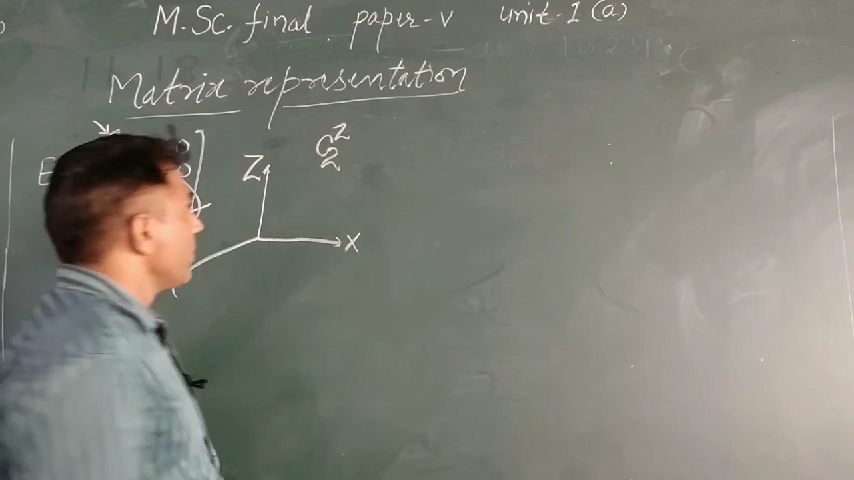 M.Sc. final paper-v unit-1(a)
Matrix representation
E
Z
C₂ᶻ
X